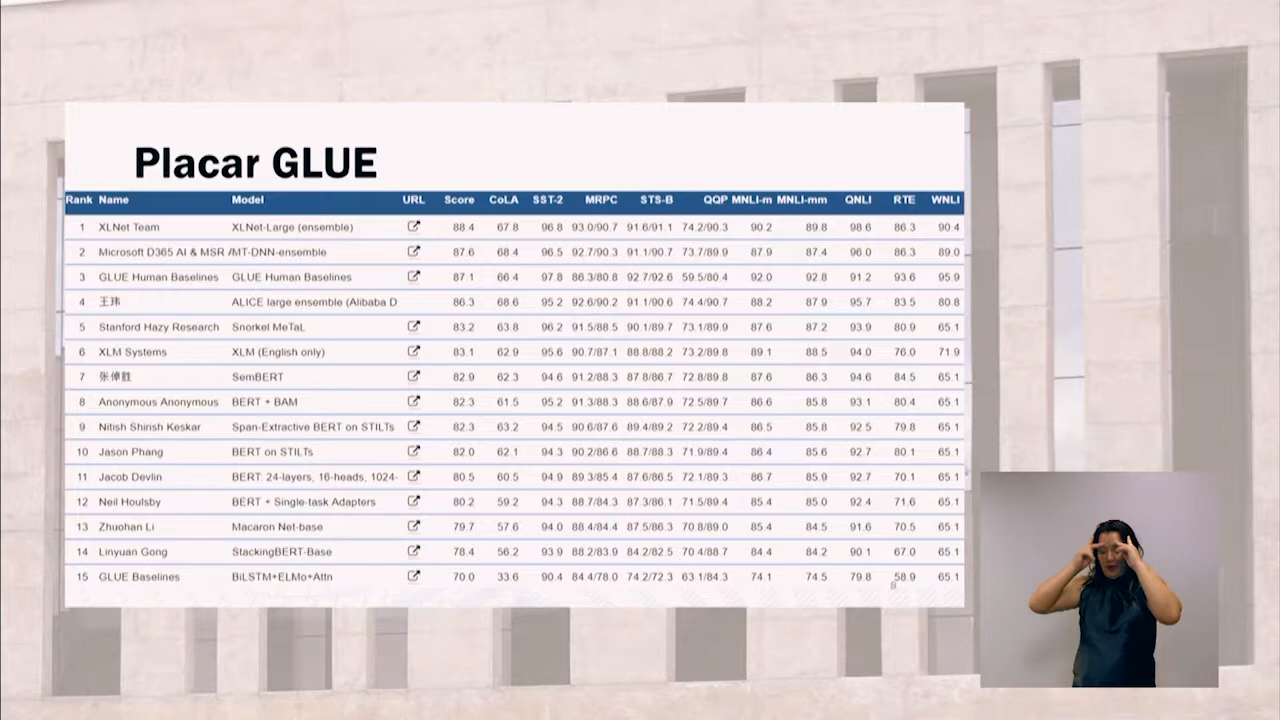 Placar GLUE
Rank Name Model URL Score CoLA SST-2 MRPC STS-B QQP MNLI-m MNLI-mm QNLI RTE WNLI
1 XLNet Team XLNet-Large (ensemble) 88.4 67.8 96.8 93.0/90.7 91.6/91.1 74.2/90.3 90.2 89.8 98.6 86.3 90.4
2 Microsoft D365 AI & MSR /MT-DNN-ensemble 87.6 68.4 96.5 92.7/90.3 91.1/90.7 73.7/89.9 87.9 87.4 96.0 86.3 89.0
3 GLUE Human Baselines GLUE Human Baselines 87.1 66.4 97.8 86.3/80.8 92.7/92.6 59.5/80.4 92.0 92.8 91.2 93.6 95.9
4 王玮 ALICE large ensemble (Alibaba D 86.3 68.6 95.2 92.6/90.2 91.1/90.6 74.4/90.7 88.2 87.9 95.7 83.5 80.8
5 Stanford Hazy Research Snorkel MeTaL 83.2 63.8 96.2 91.5/88.5 90.1/89.7 73.1/89.9 87.6 87.2 93.9 80.9 65.1
6 XLM Systems XLM (English only) 83.1 62.9 95.6 90.7/87.1 88.8/88.2 73.2/89.8 89.1 88.5 94.0 76.0 71.9
7 张倬胜 SemBERT 82.9 62.3 94.6 91.2/88.3 87.8/86.7 72.8/89.8 87.6 86.3 94.6 84.5 65.1
8 Anonymous Anonymous BERT + BAM 82.3 61.5 95.2 91.3/88.3 88.6/87.9 72.5/89.7 86.6 85.8 93.1 80.4 65.1
9 Nitish Shirish Keskar Span-Extractive BERT on STILTs 82.3 63.2 94.5 90.6/87.6 89.4/89.2 72.2/89.4 86.5 85.8 92.5 79.8 65.1
10 Jason Phang BERT on STILTs 82.0 62.1 94.3 90.2/86.6 88.7/88.3 71.9/89.4 86.4 85.6 92.7 80.1 65.1
11 Jacob Devlin BERT: 24-layers, 16-heads, 1024- 80.5 60.5 94.9 89.3/85.4 87.6/86.5 72.1/89.3 86.7 85.9 92.7 70.1 65.1
12 Neil Houlsby BERT + Single-task Adapters 80.2 59.2 94.3 88.7/84.3 87.3/86.1 71.5/89.4 85.4 85.0 92.4 71.6 65.1
13 Zhuohan Li Macaron Net-base 79.7 57.6 94.0 88.4/84.4 87.5/86.3 70.8/89.0 85.4 84.5 91.6 70.5 65.1
14 Linyuan Gong StackingBERT-Base 78.4 56.2 93.9 88.2/83.9 84.2/82.5 70.4/88.7 84.4 84.2 90.1 67.0 65.1
15 GLUE Baselines BiLSTM+ELMo+Attn 70.0 33.6 90.4 84.4/78.0 74.2/72.3 63.1/84.3 74.1 74.5 79.8 58.9 65.1
8